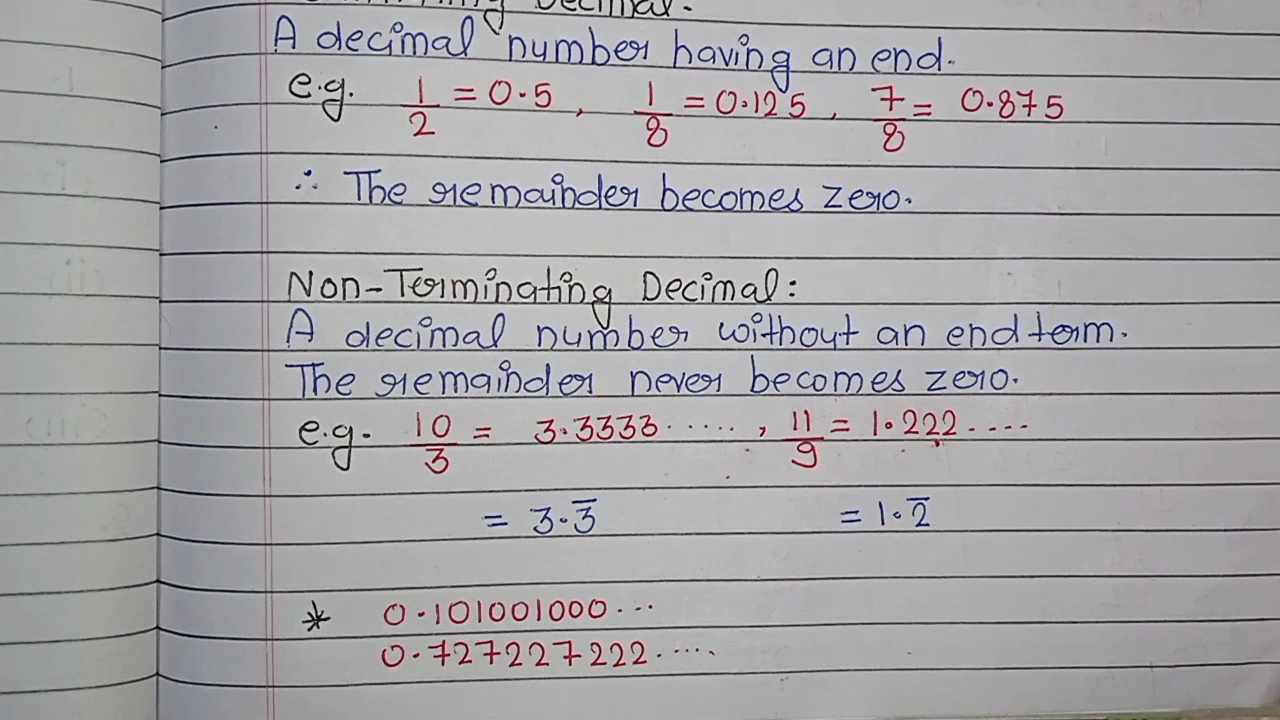 Decimal.
A decimal number having an end.
e.g. 1/2 = 0.5, 1/8 = 0.125, 7/8 = 0.875
∴ The remainder becomes zero.
Non-Terminating Decimal:
A decimal number without an end term.
The remainder never becomes zero.
e.g. 10/3 = 3.3333......, 11/9 = 1.222....
= 3.3̅ = 1.2̅
* 0.101001000...
0.727227222.....